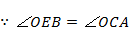 ∵ ∠OEB = ∠OCA